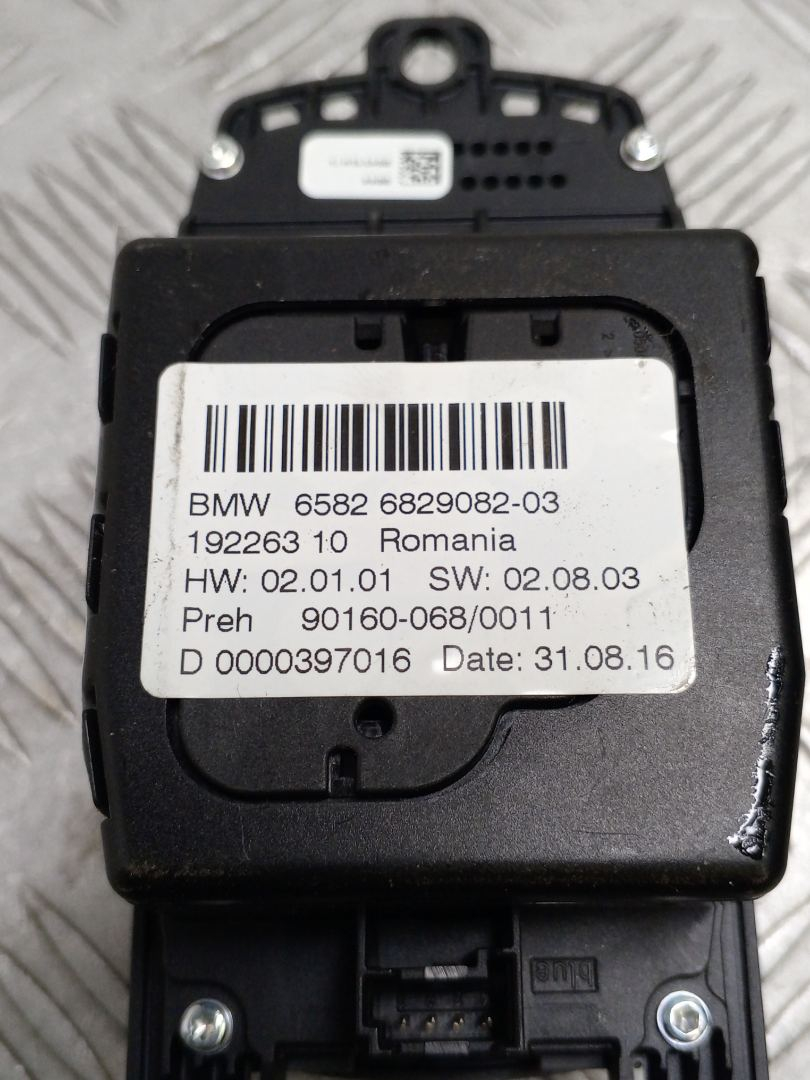 BMW 6582 6829082-03
192263 10 Romania
HW: 02.01.01 SW: 02.08.03
Preh 90160-068/0011
D 0000397016 Date: 31.08.16
blue